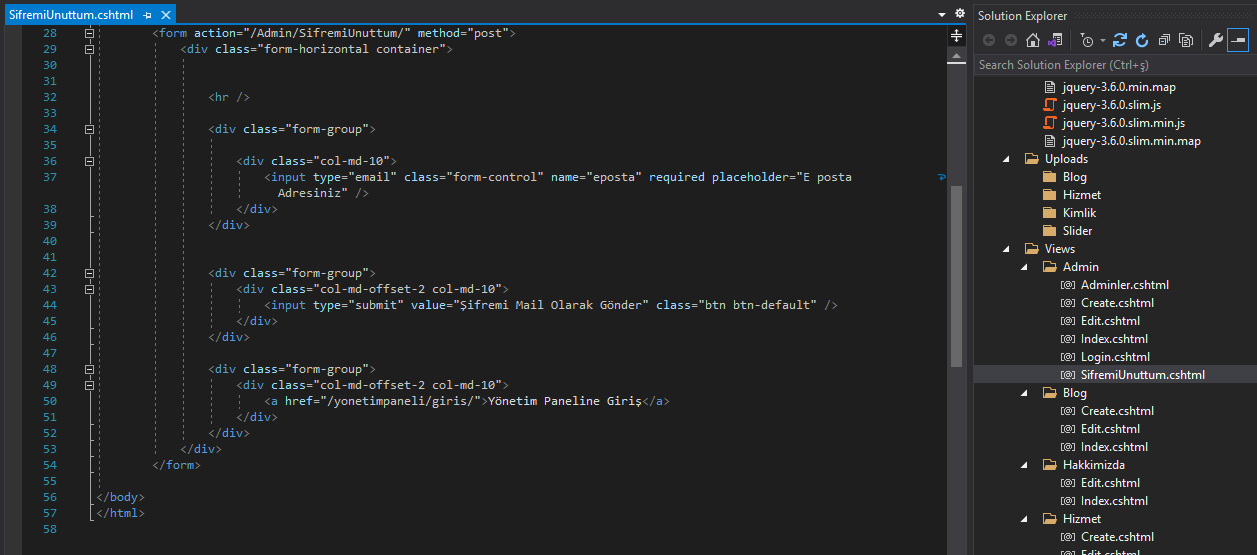 SifremiUnuttum.cshtml
28 <form action="/Admin/SifremiUnuttum/" method="post">
29 <div class="form-horizontal container">
30
31
32 <hr />
33
34 <div class="form-group">
35
36 <div class="col-md-10">
37 <input type="email" class="form-control" name="eposta" required placeholder="E posta
Adresiniz" />
38 </div>
39 </div>
40
41
42 <div class="form-group">
43 <div class="col-md-offset-2 col-md-10">
44 <input type="submit" value="Şifremi Mail Olarak Gönder" class="btn btn-default" />
45 </div>
46 </div>
47
48 <div class="form-group">
49 <div class="col-md-offset-2 col-md-10">
50 <a href="/yonetimpaneli/giris/">Yönetim Paneline Giriş</a>
51 </div>
52 </div>
53 </div>
54 </form>
55
56 </body>
57 </html>
58
Solution Explorer
Search Solution Explorer (Ctrl+ş)
jquery-3.6.0.min.map
jquery-3.6.0.slim.js
jquery-3.6.0.slim.min.js
jquery-3.6.0.slim.min.map
Uploads
Blog
Hizmet
Kimlik
Slider
Views
Admin
Adminler.cshtml
Create.cshtml
Edit.cshtml
Index.cshtml
Login.cshtml
SifremiUnuttum.cshtml
Blog
Create.cshtml
Edit.cshtml
Index.cshtml
Hakkimizda
Edit.cshtml
Index.cshtml
Hizmet
Create.cshtml
Edit.cshtml